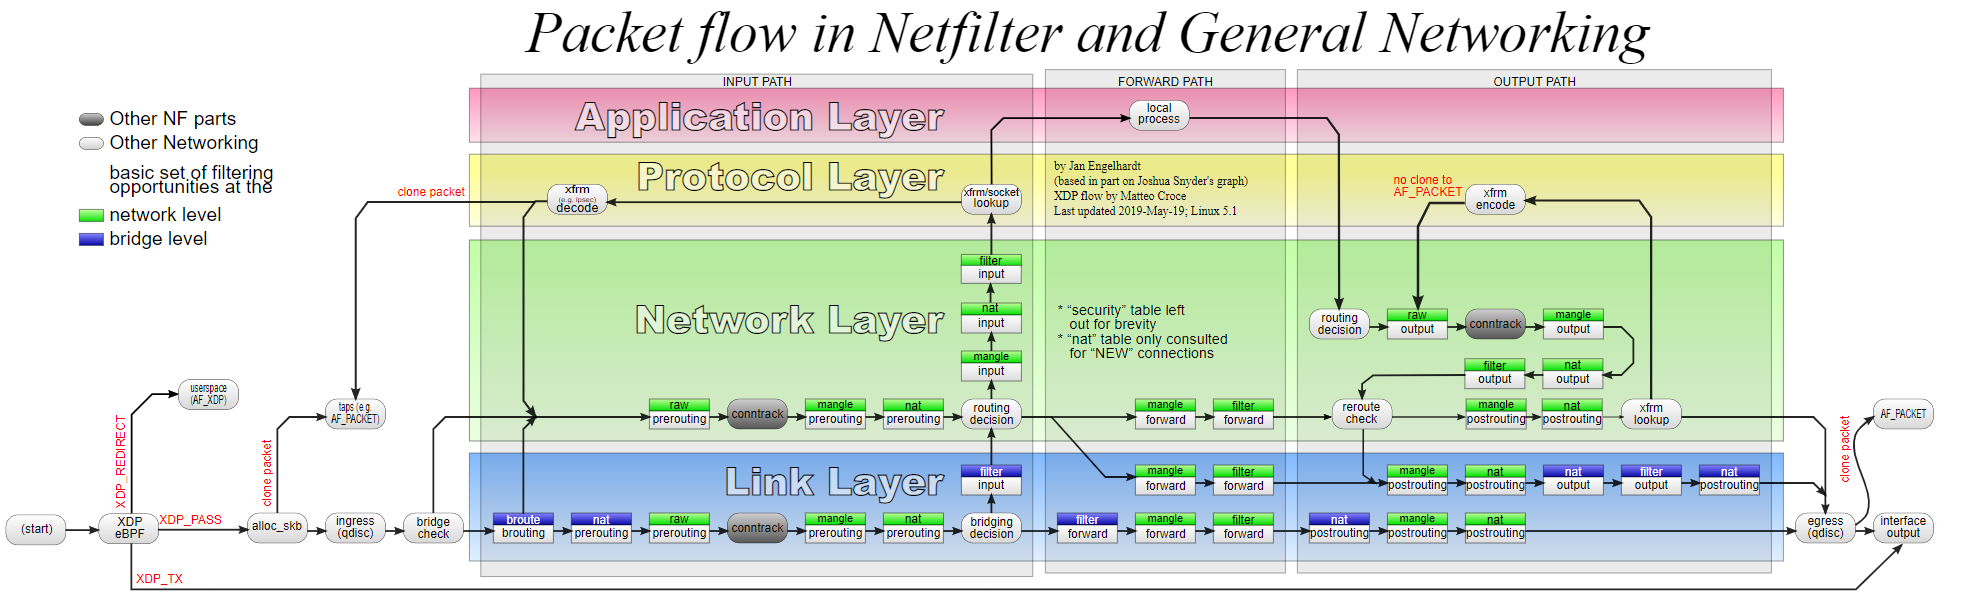 Packet flow in Netfilter and General Networking
INPUT PATH
FORWARD PATH
OUTPUT PATH
Other NF parts
Other Networking
basic set of filtering
opportunities at the
network level
bridge level
Application Layer
local
process
Protocol Layer
clone packet
xfrm
(e.g. ipsec)
decode
xfrm/socket
lookup
by Jan Engelhardt
(based in part on Joshua Snyder's graph)
XDP flow by Matteo Croce
Last updated 2019-May-19; Linux 5.1
no clone to
AF_PACKET
xfrm
encode
Network Layer
filter
input
nat
input
mangle
input
* “security” table left
out for brevity
* “nat” table only consulted
for “NEW” connections
routing
decision
raw
output
conntrack
mangle
output
filter
output
nat
output
userspace
(AF_XDP)
taps (e.g.
AF_PACKET)
raw
prerouting
conntrack
mangle
prerouting
nat
prerouting
routing
decision
mangle
forward
filter
forward
reroute
check
mangle
postrouting
nat
postrouting
xfrm
lookup
clone packet
AF_PACKET
XDP_REDIRECT
clone packet
Link Layer
filter
input
mangle
forward
filter
forward
mangle
postrouting
nat
postrouting
nat
output
filter
output
nat
postrouting
(start)
XDP
eBPF
XDP_PASS
alloc_skb
ingress
(qdisc)
bridge
check
broute
brouting
nat
prerouting
raw
prerouting
conntrack
mangle
prerouting
nat
prerouting
bridging
decision
filter
forward
mangle
forward
filter
forward
nat
postrouting
mangle
postrouting
nat
postrouting
egress
(qdisc)
interface
output
XDP_TX